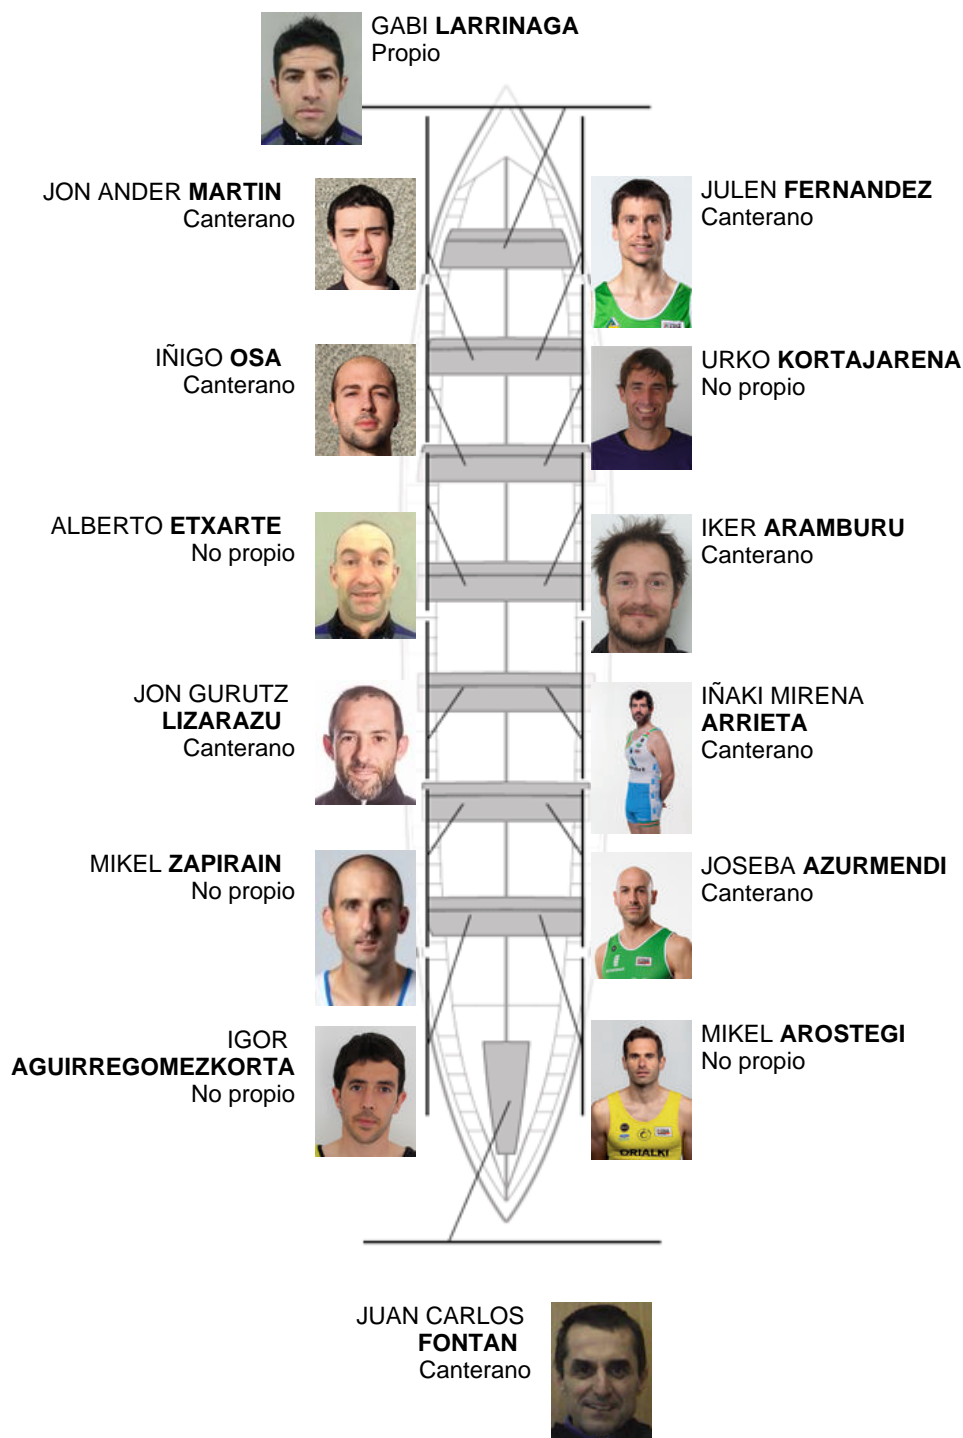 GABI LARRINAGA
Propio
JON ANDER MARTIN
Canterano
JULEN FERNANDEZ
Canterano
IÑIGO OSA
Canterano
URKO KORTAJARENA
No propio
ALBERTO ETXARTE
No propio
IKER ARAMBURU
Canterano
JON GURUTZ
LIZARAZU
Canterano
IÑAKI MIRENA
ARRIETA
Canterano
MIKEL ZAPIRAIN
No propio
JOSEBA AZURMENDI
Canterano
IGOR
AGUIRREGOMEZKORTA
No propio
MIKEL AROSTEGI
No propio
ORIALKI
JUAN CARLOS
FONTAN
Canterano